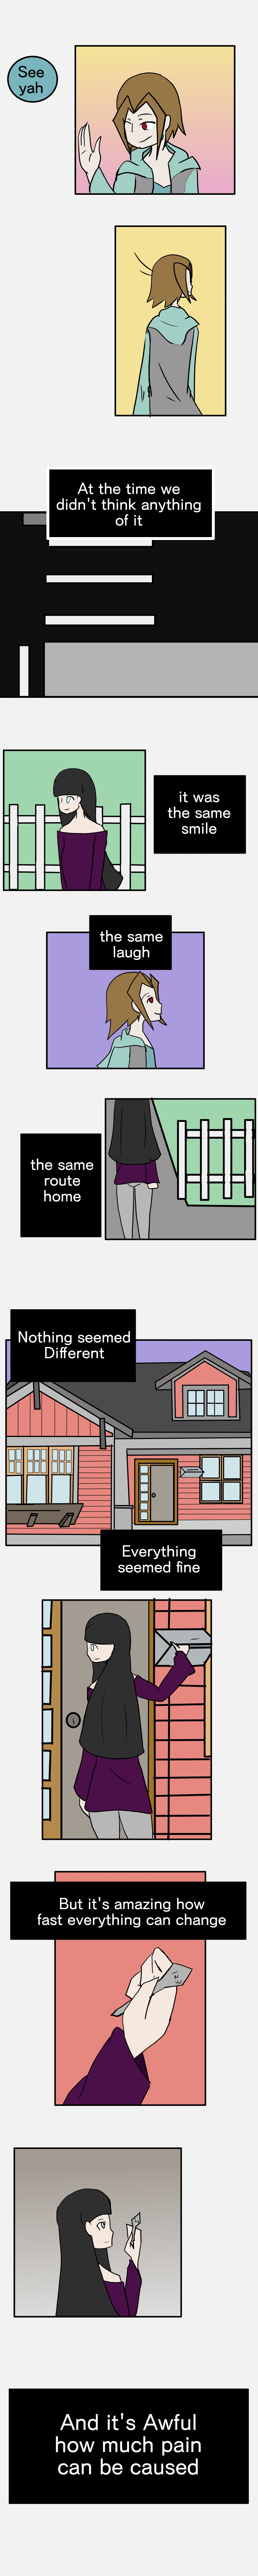 See
yah
At the time we
didn't think anything
of it
it was
the same
smile
the same
laugh
the same
route
home
Nothing seemed
Different
Everything
seemed fine
But it's amazing how
fast everything can change
And it's Awful
how much pain
can be caused